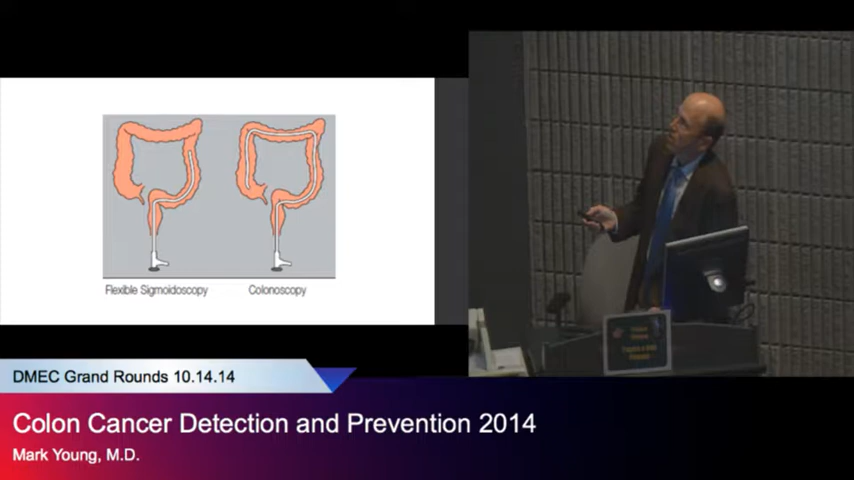 Flexible Sigmoidoscopy Colonoscopy
DMEC Grand Rounds 10.14.14
Colon Cancer Detection and Prevention 2014
Mark Young, M.D.